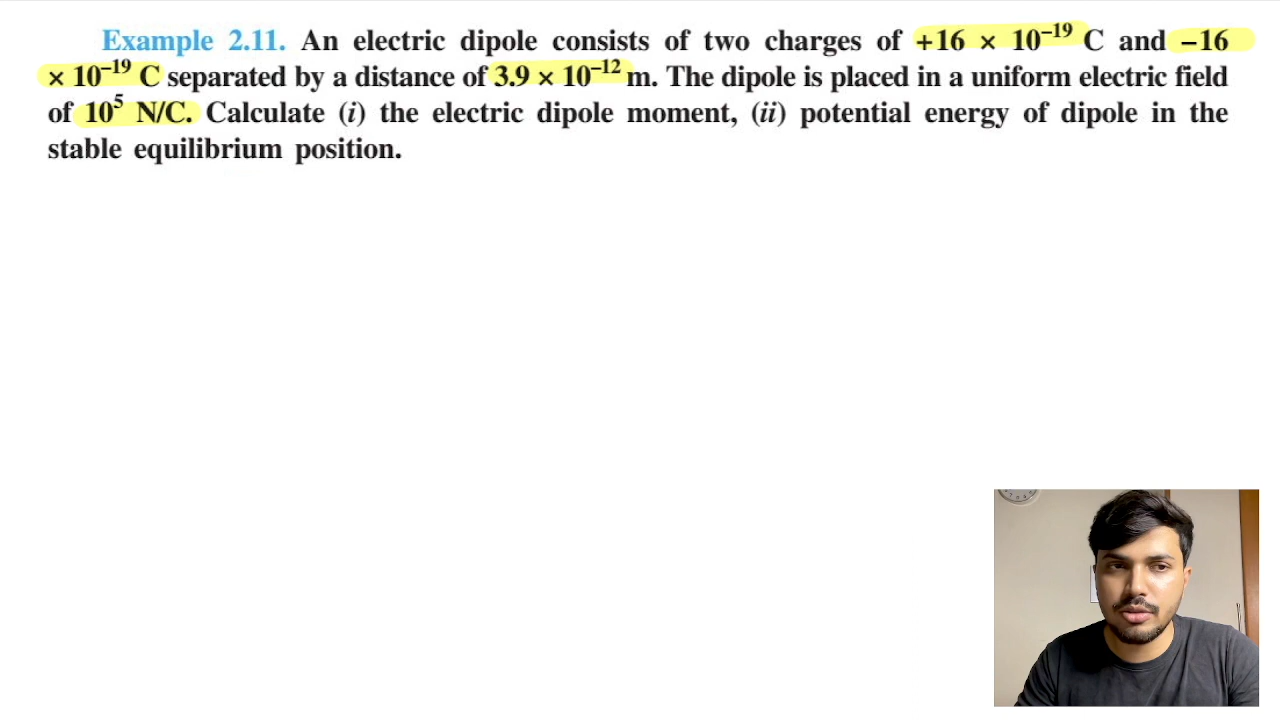 Example 2.11. An electric dipole consists of two charges of +16 × 10⁻¹⁹ C and –16
× 10⁻¹⁹ C separated by a distance of 3.9 × 10⁻¹² m. The dipole is placed in a uniform electric field
of 10⁵ N/C. Calculate (i) the electric dipole moment, (ii) potential energy of dipole in the
stable equilibrium position.